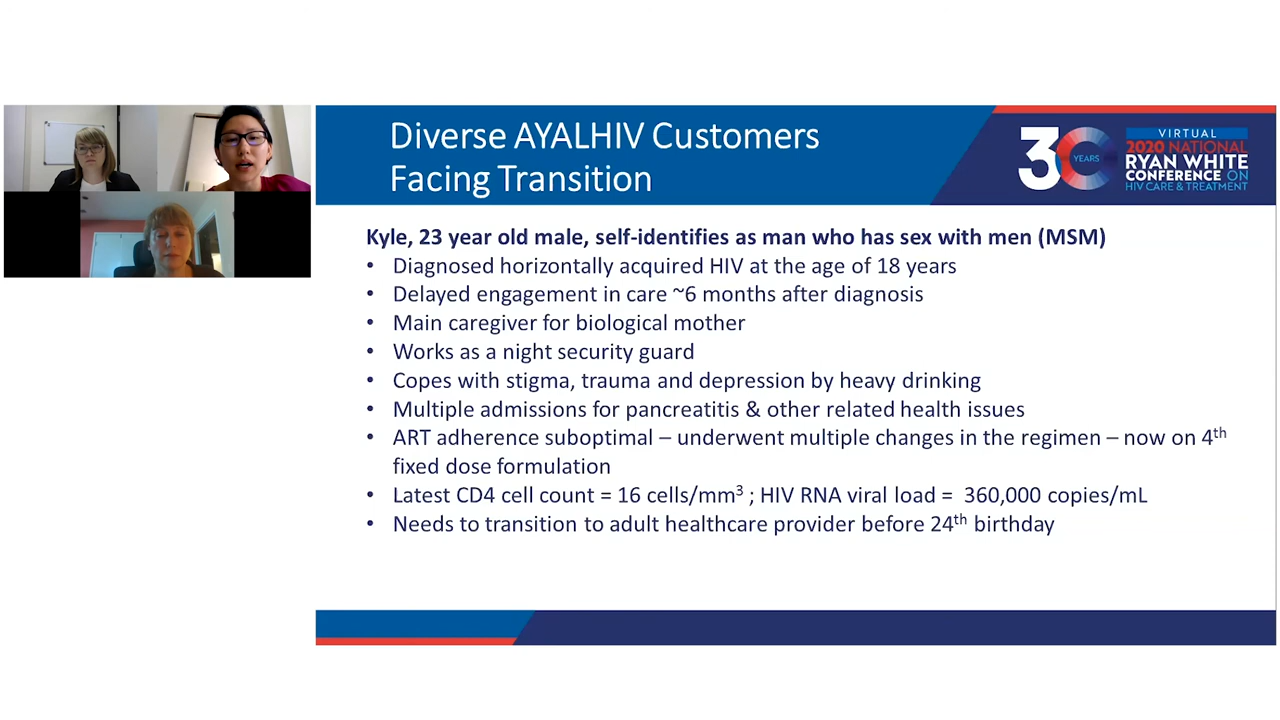 Diverse AYALHIV Customers
Facing Transition
30
YEARS
VIRTUAL
2020 NATIONAL
RYAN WHITE
CONFERENCE ON
HIV CARE & TREATMENT
Kyle, 23 year old male, self-identifies as man who has sex with men (MSM)
• Diagnosed horizontally acquired HIV at the age of 18 years
• Delayed engagement in care ~6 months after diagnosis
• Main caregiver for biological mother
• Works as a night security guard
• Copes with stigma, trauma and depression by heavy drinking
• Multiple admissions for pancreatitis & other related health issues
• ART adherence suboptimal – underwent multiple changes in the regimen – now on 4th
fixed dose formulation
• Latest CD4 cell count = 16 cells/mm³ ; HIV RNA viral load = 360,000 copies/mL
• Needs to transition to adult healthcare provider before 24th birthday